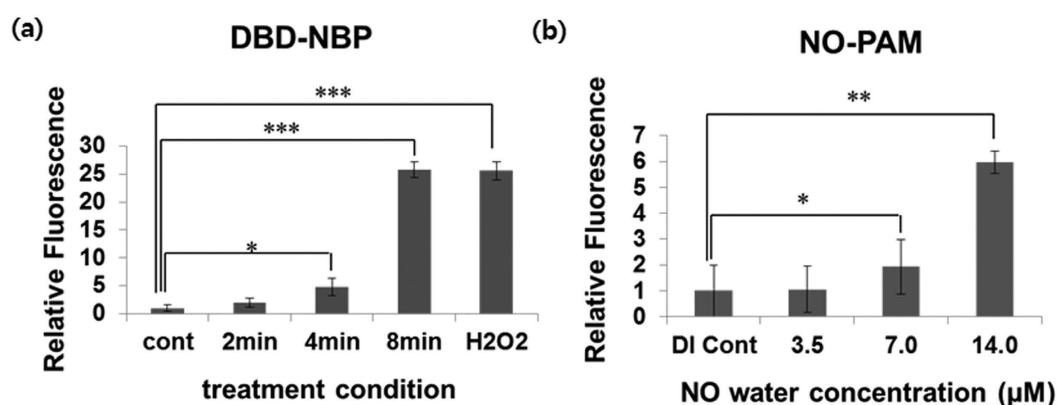 (a)
DBD-NBP
Relative Fluorescence
30
25
20
15
10
5
0
***
***
*
cont 2min 4min 8min H2O2
treatment condition
(b)
NO-PAM
Relative Fluorescence
7
6
5
4
3
2
1
0
**
*
DI Cont 3.5 7.0 14.0
NO water concentration (μM)